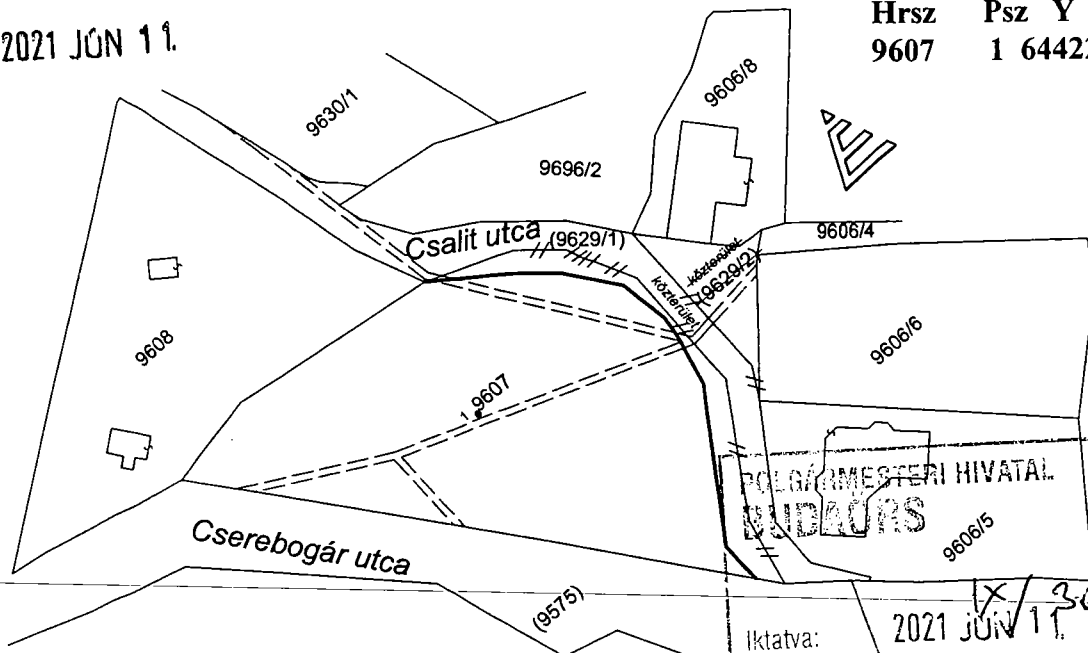 2021 JÚN 11.
Hrsz Psz Y
9607 1 6442
9630/1
9606/8
9696/2
Csalit utca (9629/1)
közterület
(9629/2)
közterület
9606/4
9608
9606/6
1 9607
POLGÁRMESTERI HIVATAL
BUDAÖRS
9606/5
Cserebogár utca
(9575)
IX/
Iktatva:
2021 JÚN 11.